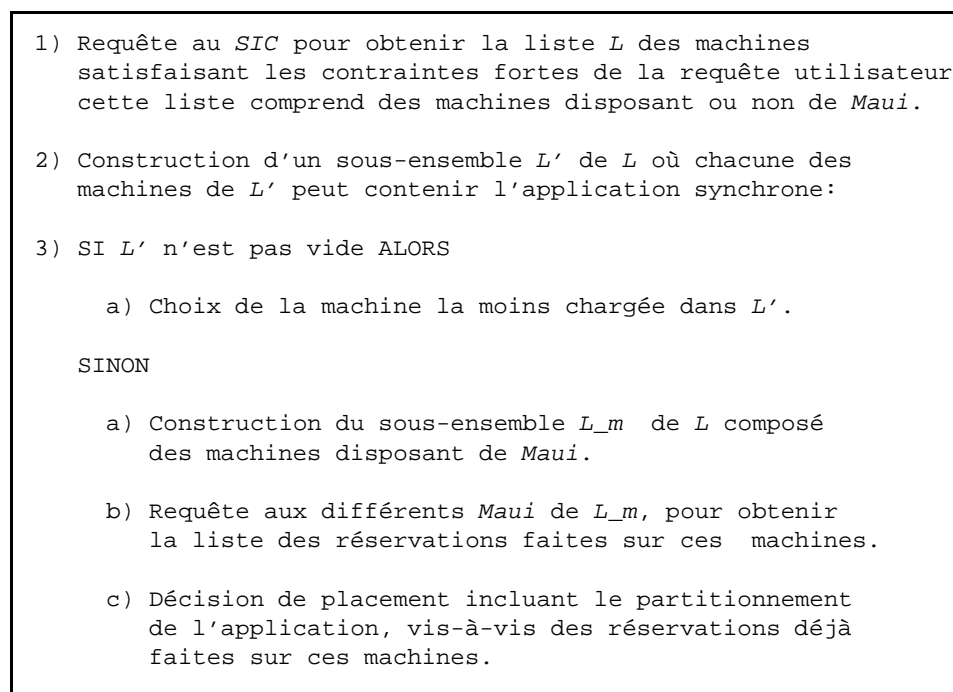 1) Requête au SIC pour obtenir la liste L des machines
satisfaisant les contraintes fortes de la requête utilisateur
cette liste comprend des machines disposant ou non de Maui.
2) Construction d'un sous-ensemble L' de L où chacune des
machines de L' peut contenir l'application synchrone:
3) SI L' n'est pas vide ALORS
a) Choix de la machine la moins chargée dans L'.
SINON
a) Construction du sous-ensemble L_m de L composé
des machines disposant de Maui.
b) Requête aux différents Maui de L_m, pour obtenir
la liste des réservations faites sur ces machines.
c) Décision de placement incluant le partitionnement
de l'application, vis-à-vis des réservations déjà
faites sur ces machines.